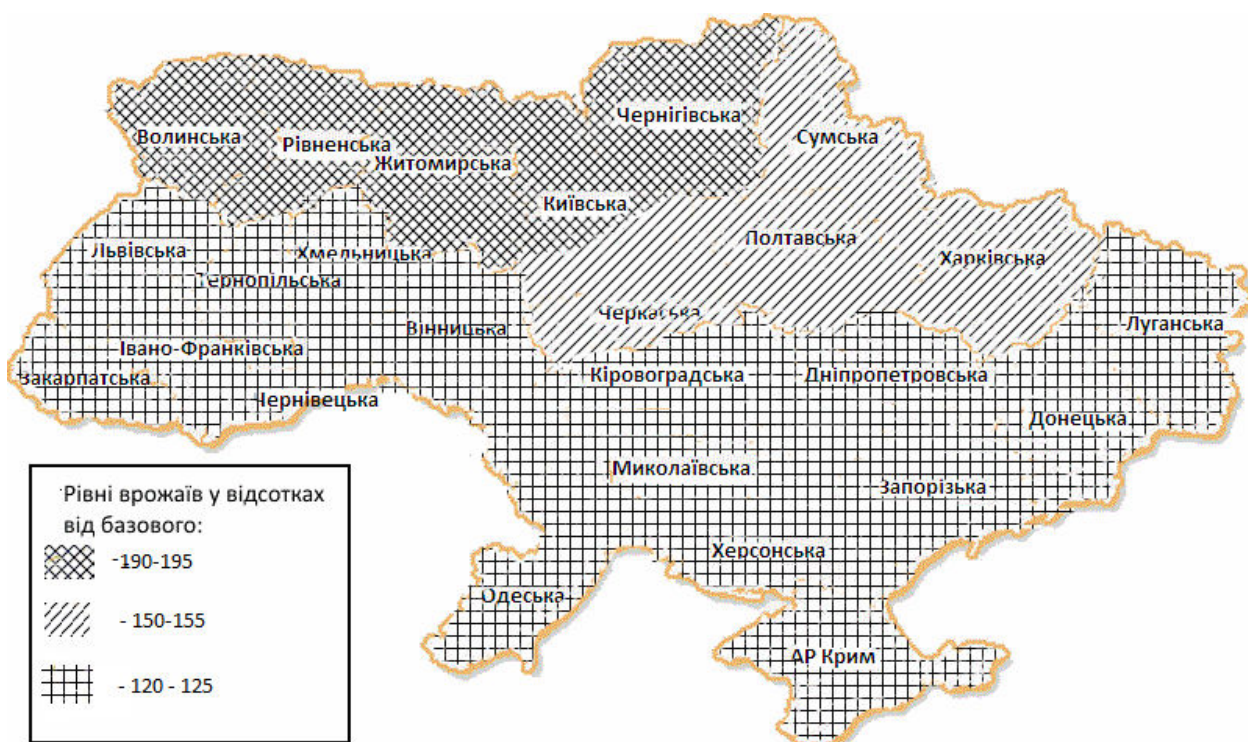 Чернігівська
Волинська
Рівненська
Сумська
Житомирська
Київська
Львівська
Хмельницька
Полтавська
Харківська
Тернопільська
Черкаська
Вінницька
Луганська
Івано-Франківська
Закарпатська
Кіровоградська
Дніпропетровська
Чернівецька
Донецька
Миколаївська
Запорізька
Херсонська
Одеська
АР Крим
Рівні врожаїв у відсотках
від базового:
-190-195
- 150-155
- 120 - 125